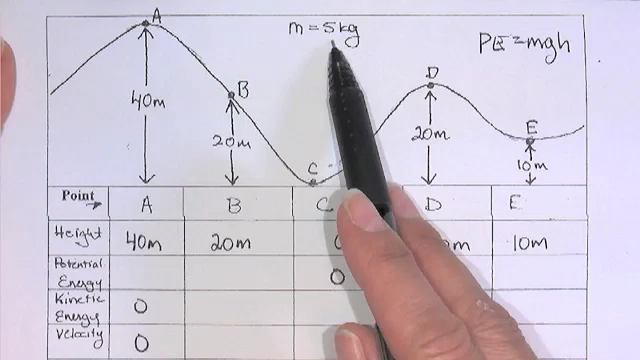 A
m = 5kg
PE = mgh
40m
B
20m
C
D
20m
E
10m
Point A B C D E
Height 40m 20m 0 m 10m
Potential Energy 0
Kinetic Energy 0
Velocity 0